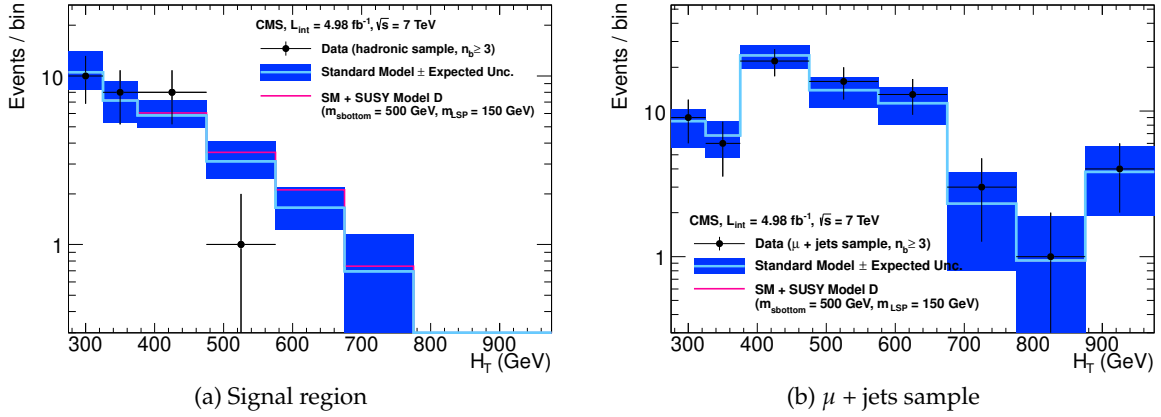 Events / bin
10
1
CMS, L_int = 4.98 fb⁻¹, √s = 7 TeV
Data (hadronic sample, n_b ≥ 3)
Standard Model ± Expected Unc.
SM + SUSY Model D
(m_sbottom = 500 GeV, m_LSP = 150 GeV)
300 400 500 600 700 800 900
H_T (GeV)
(a) Signal region
Events / bin
10
1
CMS, L_int = 4.98 fb⁻¹, √s = 7 TeV
Data (μ + jets sample, n_b ≥ 3)
Standard Model ± Expected Unc.
SM + SUSY Model D
(m_sbottom = 500 GeV, m_LSP = 150 GeV)
300 400 500 600 700 800 900
H_T (GeV)
(b) μ + jets sample